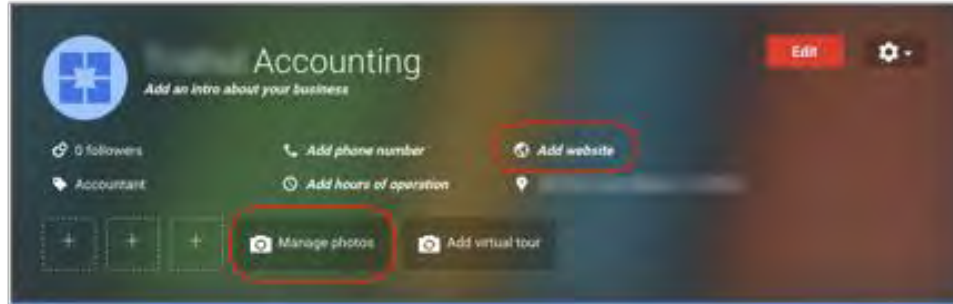 Accounting
Edit
Add an intro about your business
0 followers
Add phone number
Add website
Accountant
Add hours of operation
Manage photos
Add virtual tour